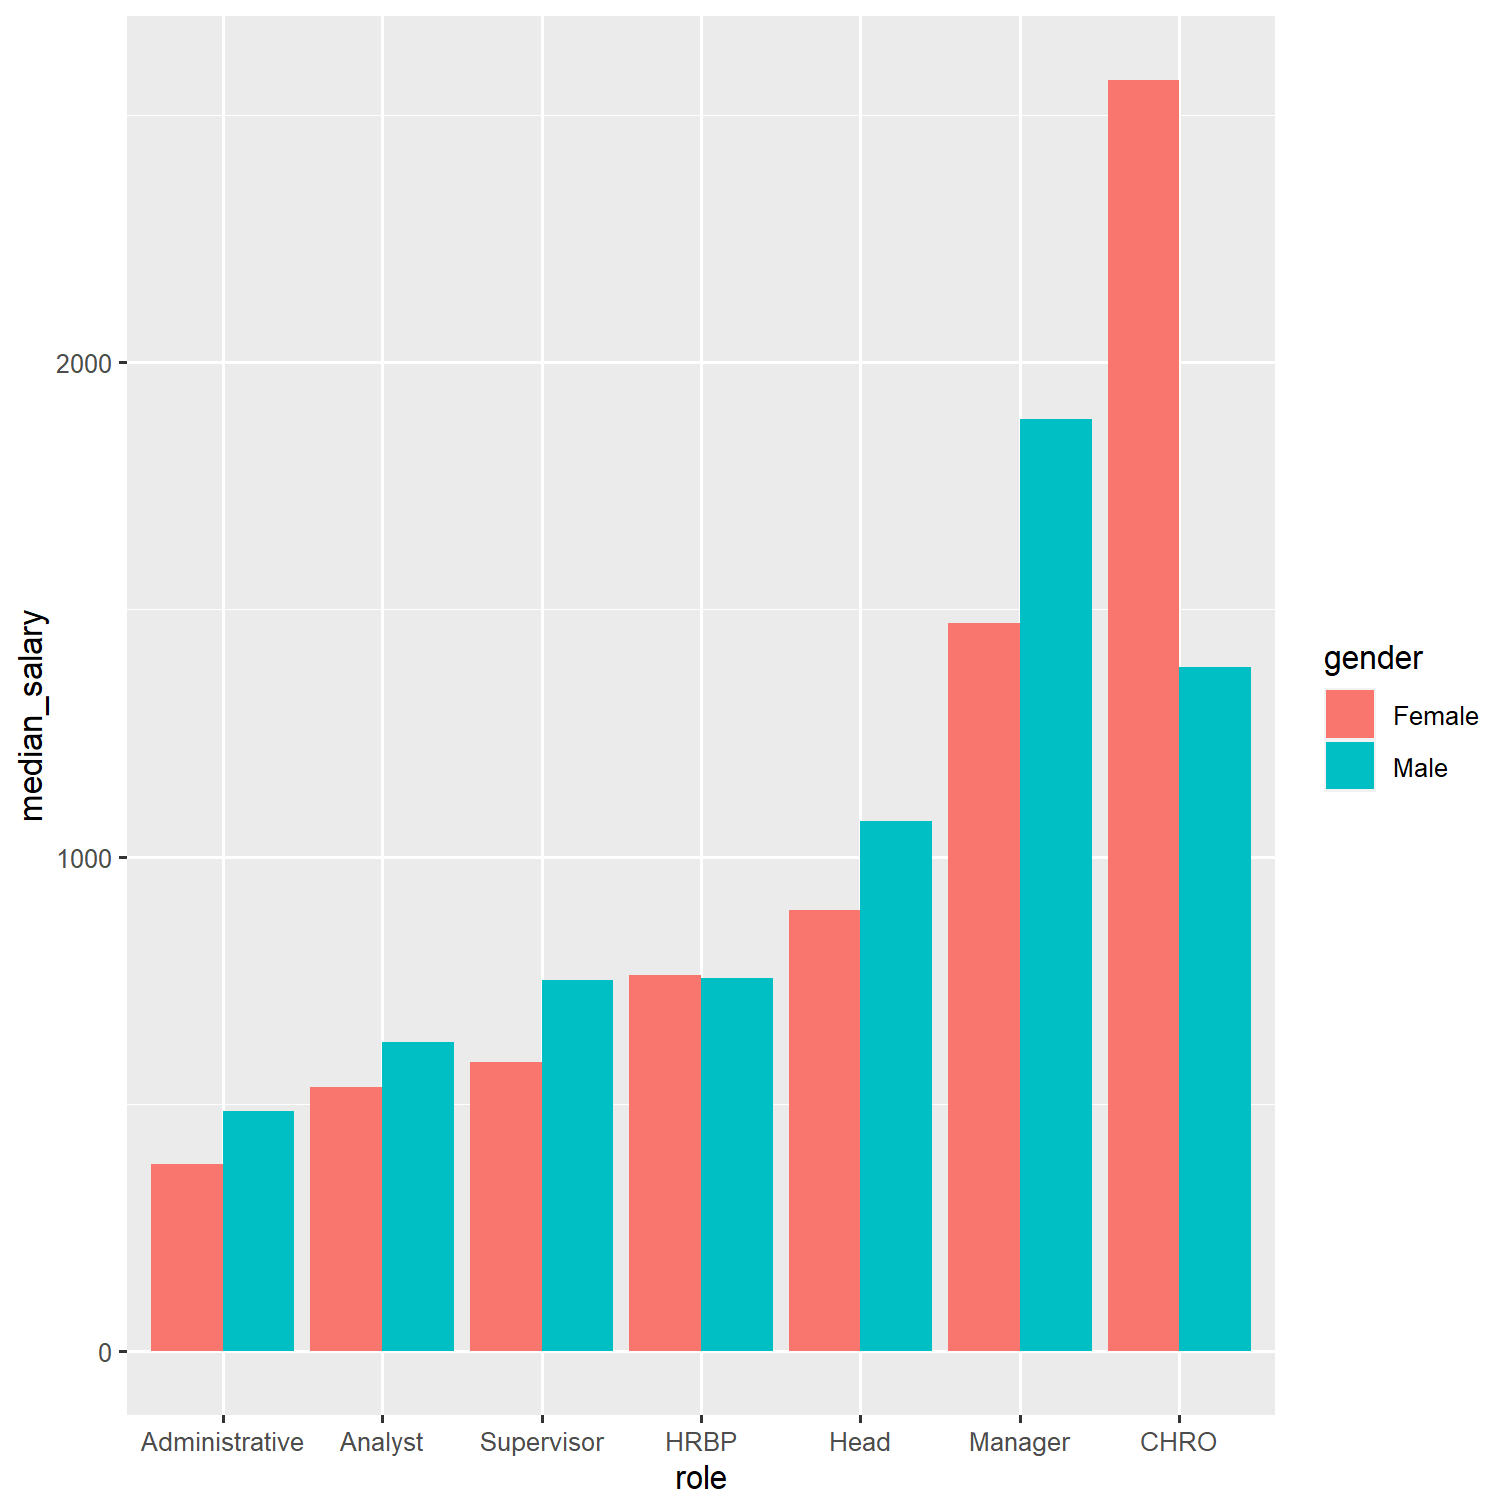 median_salary
2000
1000
0
Administrative Analyst Supervisor HRBP Head Manager CHRO
role
gender
Female
Male